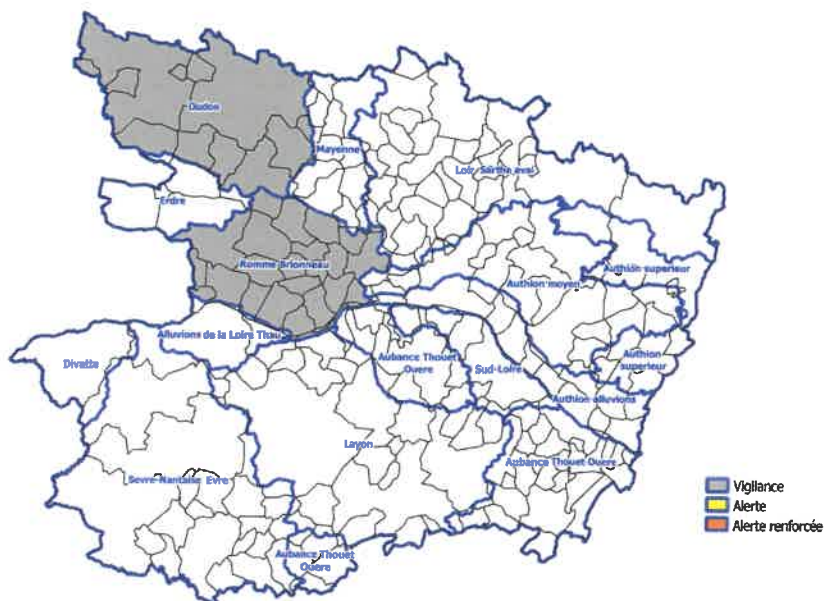 Oudon
Mayenne
Loir Sarthe aval
Erdre
Romme Brionneau
Authion superieur
Authion moyen
Alluvions de la Loire Thau
Divatte
Aubance Thouet
Ouere
Sud-Loire
Authion
superieur
Authion alluvions
Layon
Aubance Thouet Ouere
Sevre Nantaise Evre
Aubance Thouet
Ouere
Vigilance
Alerte
Alerte renforcée